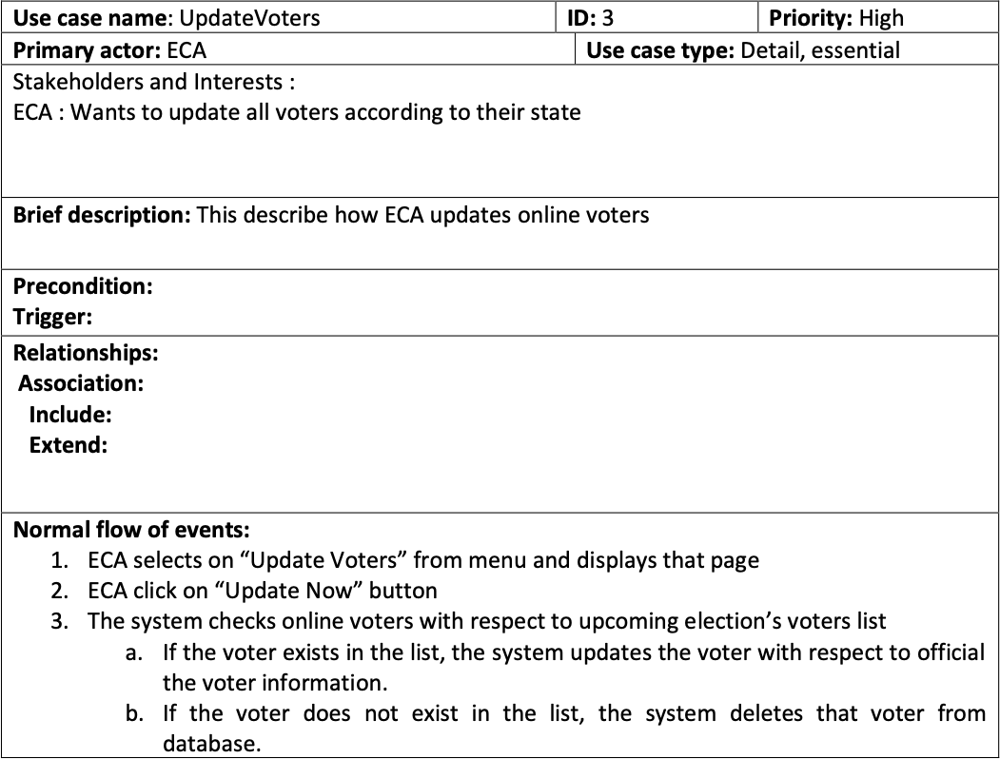 Use case name: UpdateVoters ID: 3 Priority: High
Primary actor: ECA Use case type: Detail, essential
Stakeholders and Interests :
ECA : Wants to update all voters according to their state
Brief description: This describe how ECA updates online voters
Precondition:
Trigger:
Relationships:
Association:
Include:
Extend:
Normal flow of events:
1. ECA selects on “Update Voters” from menu and displays that page
2. ECA click on “Update Now” button
3. The system checks online voters with respect to upcoming election’s voters list
a. If the voter exists in the list, the system updates the voter with respect to official
the voter information.
b. If the voter does not exist in the list, the system deletes that voter from
database.